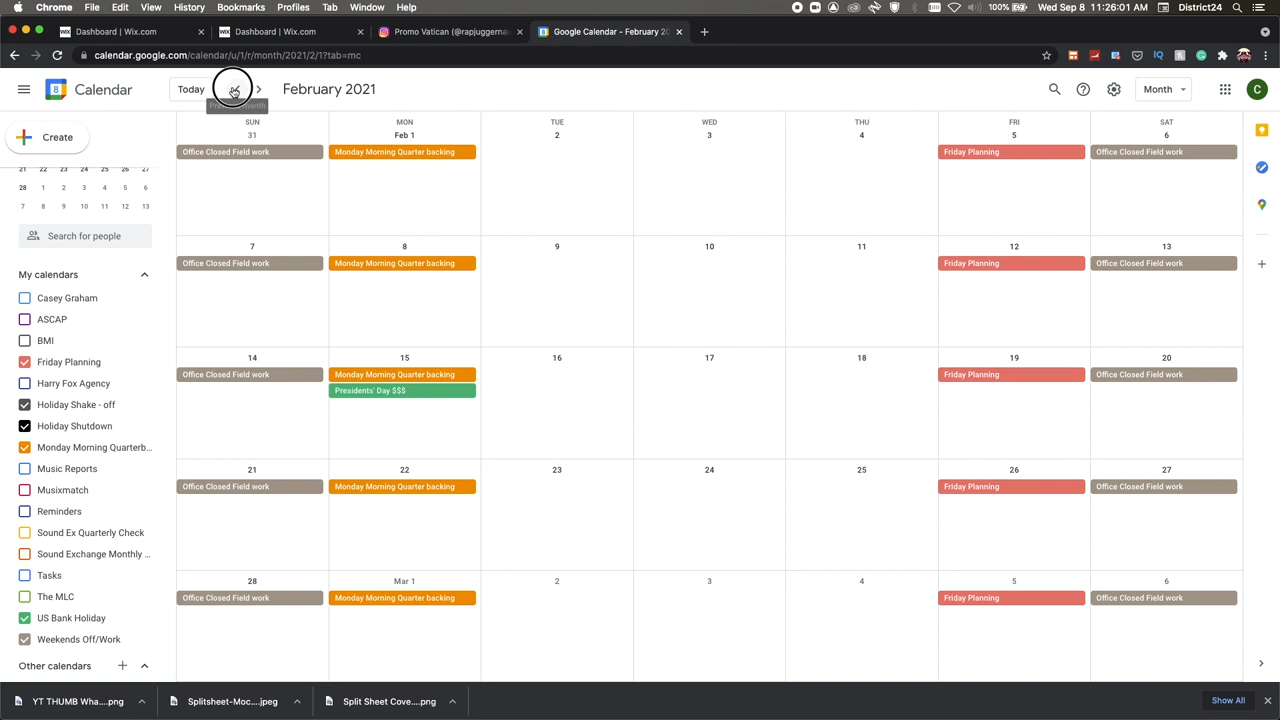 Chrome File Edit View History Bookmarks Profiles Tab Window Help 100% Wed Sep 8 11:26:01 AM District24
Dashboard | Wix.com Dashboard | Wix.com Promo Vatican (@rapjuggernau Google Calendar - February 20
calendar.google.com/calendar/u/1/r/month/2021/2/1?tab=mc
8 Calendar Today February 2021 Month C
Previous month
Create
SUN MON TUE WED THU FRI SAT
31 Feb 1 2 3 4 5 6
Office Closed Field work Monday Morning Quarter backing Friday Planning Office Closed Field work
21 22 23 24 25 26 27
28 1 2 3 4 5 6
7 8 9 10 11 12 13
Search for people
7 8 9 10 11 12 13
Office Closed Field work Monday Morning Quarter backing Friday Planning Office Closed Field work
My calendars
Casey Graham
ASCAP
BMI
14 15 16 17 18 19 20
Friday Planning
Office Closed Field work Monday Morning Quarter backing Friday Planning Office Closed Field work
Harry Fox Agency
Presidents' Day $$$
Holiday Shake - off
Holiday Shutdown
Monday Morning Quarterb...
21 22 23 24 25 26 27
Music Reports
Office Closed Field work Monday Morning Quarter backing Friday Planning Office Closed Field work
Musixmatch
Reminders
Sound Ex Quarterly Check
Sound Exchange Monthly ...
Tasks
28 Mar 1 2 3 4 5 6
The MLC
Office Closed Field work Monday Morning Quarter backing Friday Planning Office Closed Field work
US Bank Holiday
Weekends Off/Work
Other calendars
YT THUMB Wha....png Splitsheet-Moc....jpeg Split Sheet Cove....png Show All